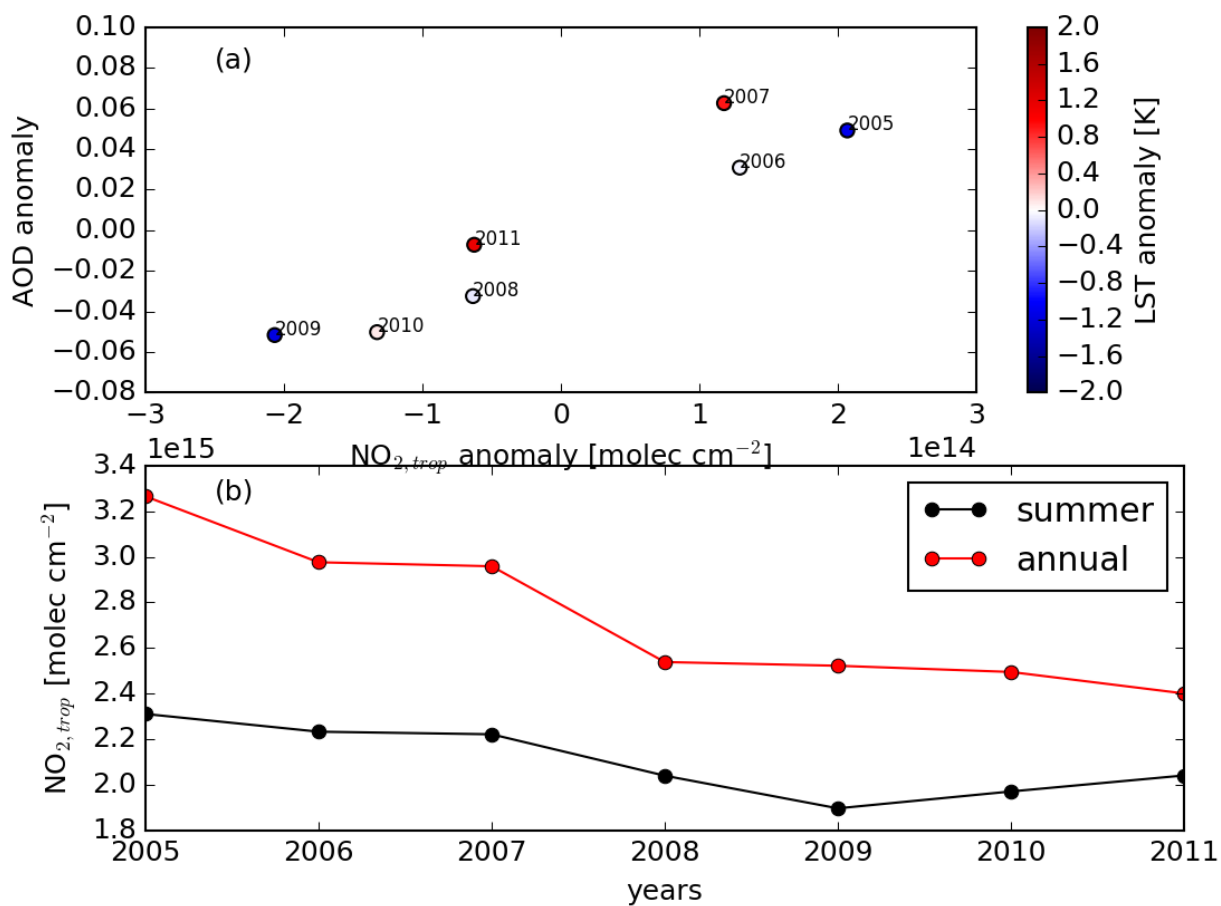 (a)
AOD anomaly
0.10
0.08
0.06
0.04
0.02
0.00
−0.02
−0.04
−0.06
−0.08
2007
2005
2006
2011
2008
2009
2010
−3 −2 −1 0 1 2 3
1e14
NO2,trop anomaly [molec cm−2]
2.0
1.6
1.2
0.8
0.4
0.0
−0.4
−0.8
−1.2
−1.6
−2.0
LST anomaly [K]
1e15
(b)
NO2,trop [molec cm−2]
3.4
3.2
3.0
2.8
2.6
2.4
2.2
2.0
1.8
summer
annual
2005 2006 2007 2008 2009 2010 2011
years